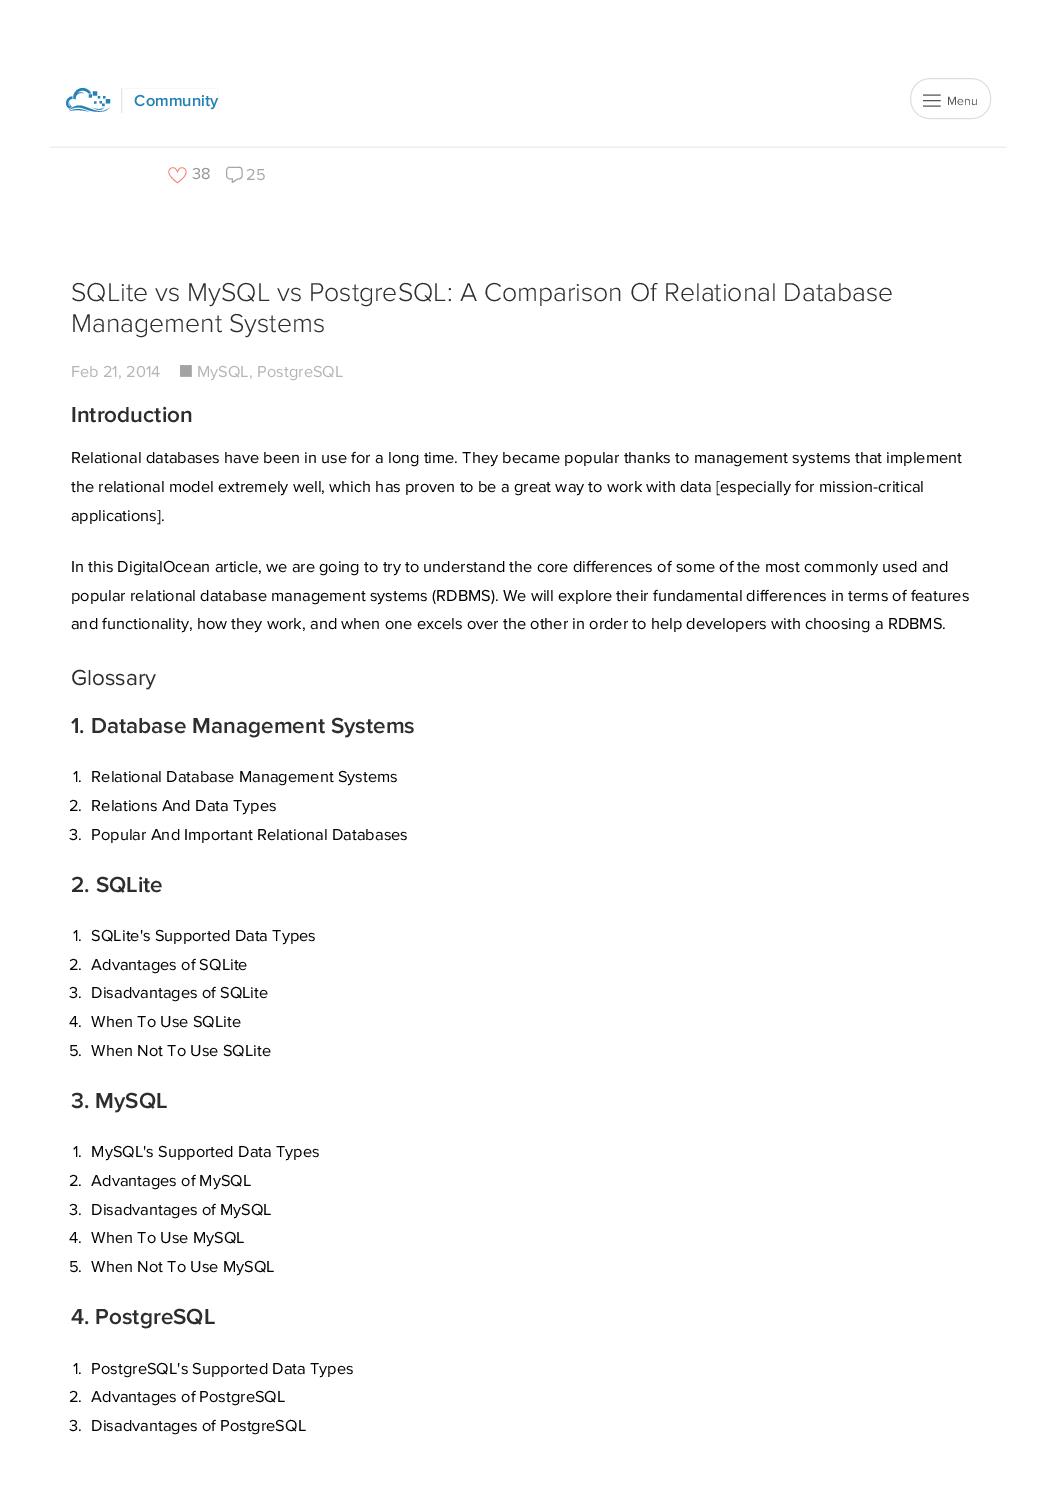 Community
Menu
38 25
SQLite vs MySQL vs PostgreSQL: A Comparison Of Relational Database
Management Systems
Feb 21, 2014 MySQL, PostgreSQL
Introduction
Relational databases have been in use for a long time. They became popular thanks to management systems that implement
the relational model extremely well, which has proven to be a great way to work with data [especially for mission-critical
applications].
In this DigitalOcean article, we are going to try to understand the core differences of some of the most commonly used and
popular relational database management systems (RDBMS). We will explore their fundamental differences in terms of features
and functionality, how they work, and when one excels over the other in order to help developers with choosing a RDBMS.
Glossary
1. Database Management Systems
1. Relational Database Management Systems
2. Relations And Data Types
3. Popular And Important Relational Databases
2. SQLite
1. SQLite's Supported Data Types
2. Advantages of SQLite
3. Disadvantages of SQLite
4. When To Use SQLite
5. When Not To Use SQLite
3. MySQL
1. MySQL's Supported Data Types
2. Advantages of MySQL
3. Disadvantages of MySQL
4. When To Use MySQL
5. When Not To Use MySQL
4. PostgreSQL
1. PostgreSQL's Supported Data Types
2. Advantages of PostgreSQL
3. Disadvantages of PostgreSQL